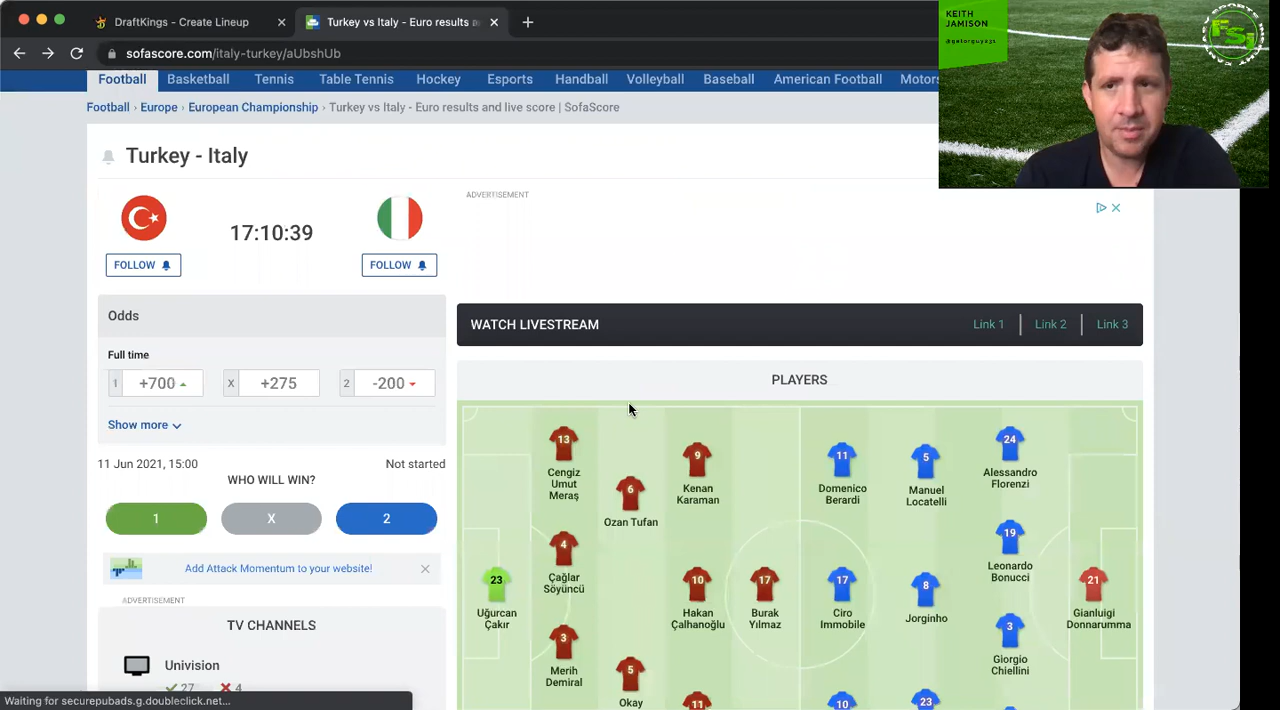 DraftKings - Create Lineup
Turkey vs Italy - Euro results a
sofascore.com/italy-turkey/aUbshUb
KEITH
JAMISON
@gatorguya31
FSI
Football Basketball Tennis Table Tennis Hockey Esports Handball Volleyball Baseball American Football Motors
Football › Europe › European Championship › Turkey vs Italy - Euro results and live score | SofaScore
Turkey - Italy
ADVERTISEMENT
17:10:39
FOLLOW
FOLLOW
Odds
Full time
1 +700
X +275
2 -200
Show more
11 Jun 2021, 15:00
Not started
WHO WILL WIN?
1
X
2
Add Attack Momentum to your website!
ADVERTISEMENT
TV CHANNELS
Univision
27
4
WATCH LIVESTREAM
Link 1
Link 2
Link 3
PLAYERS
13
Cengiz
Umut
Meraş
9
Kenan
Karaman
6
Ozan Tufan
11
Domenico
Berardi
5
Manuel
Locatelli
24
Alessandro
Florenzi
4
Çağlar
Söyüncü
19
Leonardo
Bonucci
23
Uğurcan
Çakır
10
Hakan
Çalhanoğlu
17
Burak
Yılmaz
17
Ciro
Immobile
8
Jorginho
21
Gianluigi
Donnarumma
3
Merih
Demiral
3
Giorgio
Chiellini
5
Okay
11
10
23
Waiting for securepubads.g.doubleclick.net...